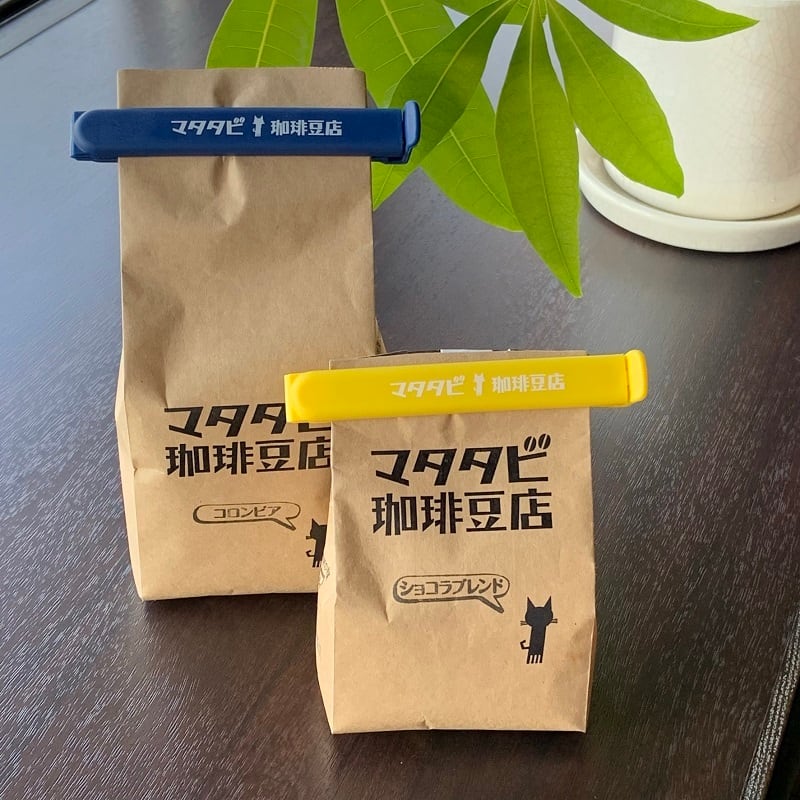 マタタビ 珈琲豆店
マタタビ
珈琲豆店
コロンビア
マタタビ 珈琲豆店
マタタビ
珈琲豆店
ショコラブレンド